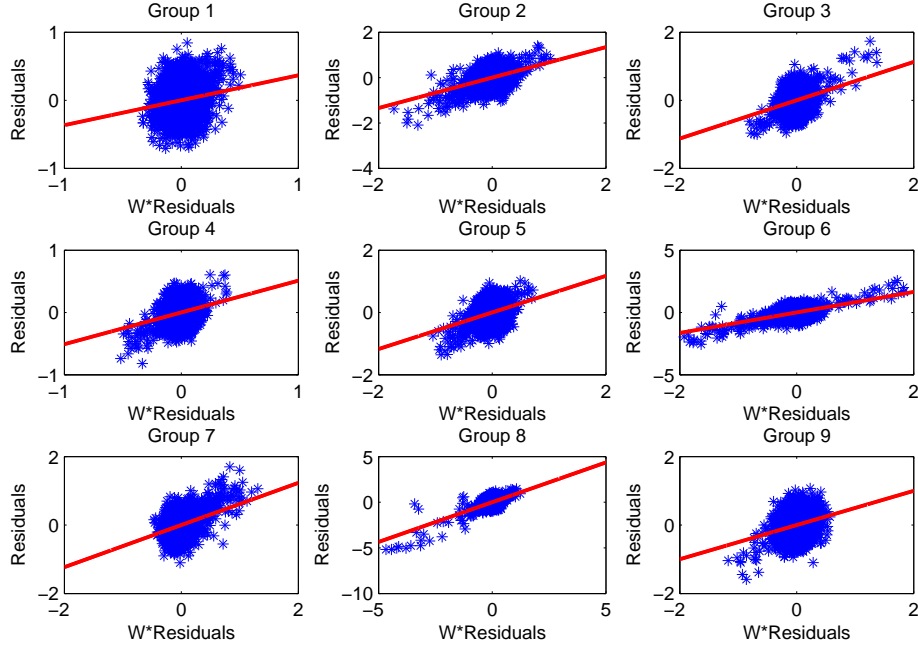 Group 1
Group 2
Group 3
1
0
−1
Residuals
−1 0 1
W*Residuals
2
0
−2
−4
Residuals
−2 0 2
W*Residuals
2
0
−2
Residuals
−2 0 2
W*Residuals
Group 4
Group 5
Group 6
1
0
−1
Residuals
−1 0 1
W*Residuals
2
0
−2
Residuals
−2 0 2
W*Residuals
5
0
−5
Residuals
−2 0 2
W*Residuals
Group 7
Group 8
Group 9
2
0
−2
Residuals
−2 0 2
W*Residuals
5
0
−5
−10
Residuals
−5 0 5
W*Residuals
2
0
−2
Residuals
−2 0 2
W*Residuals